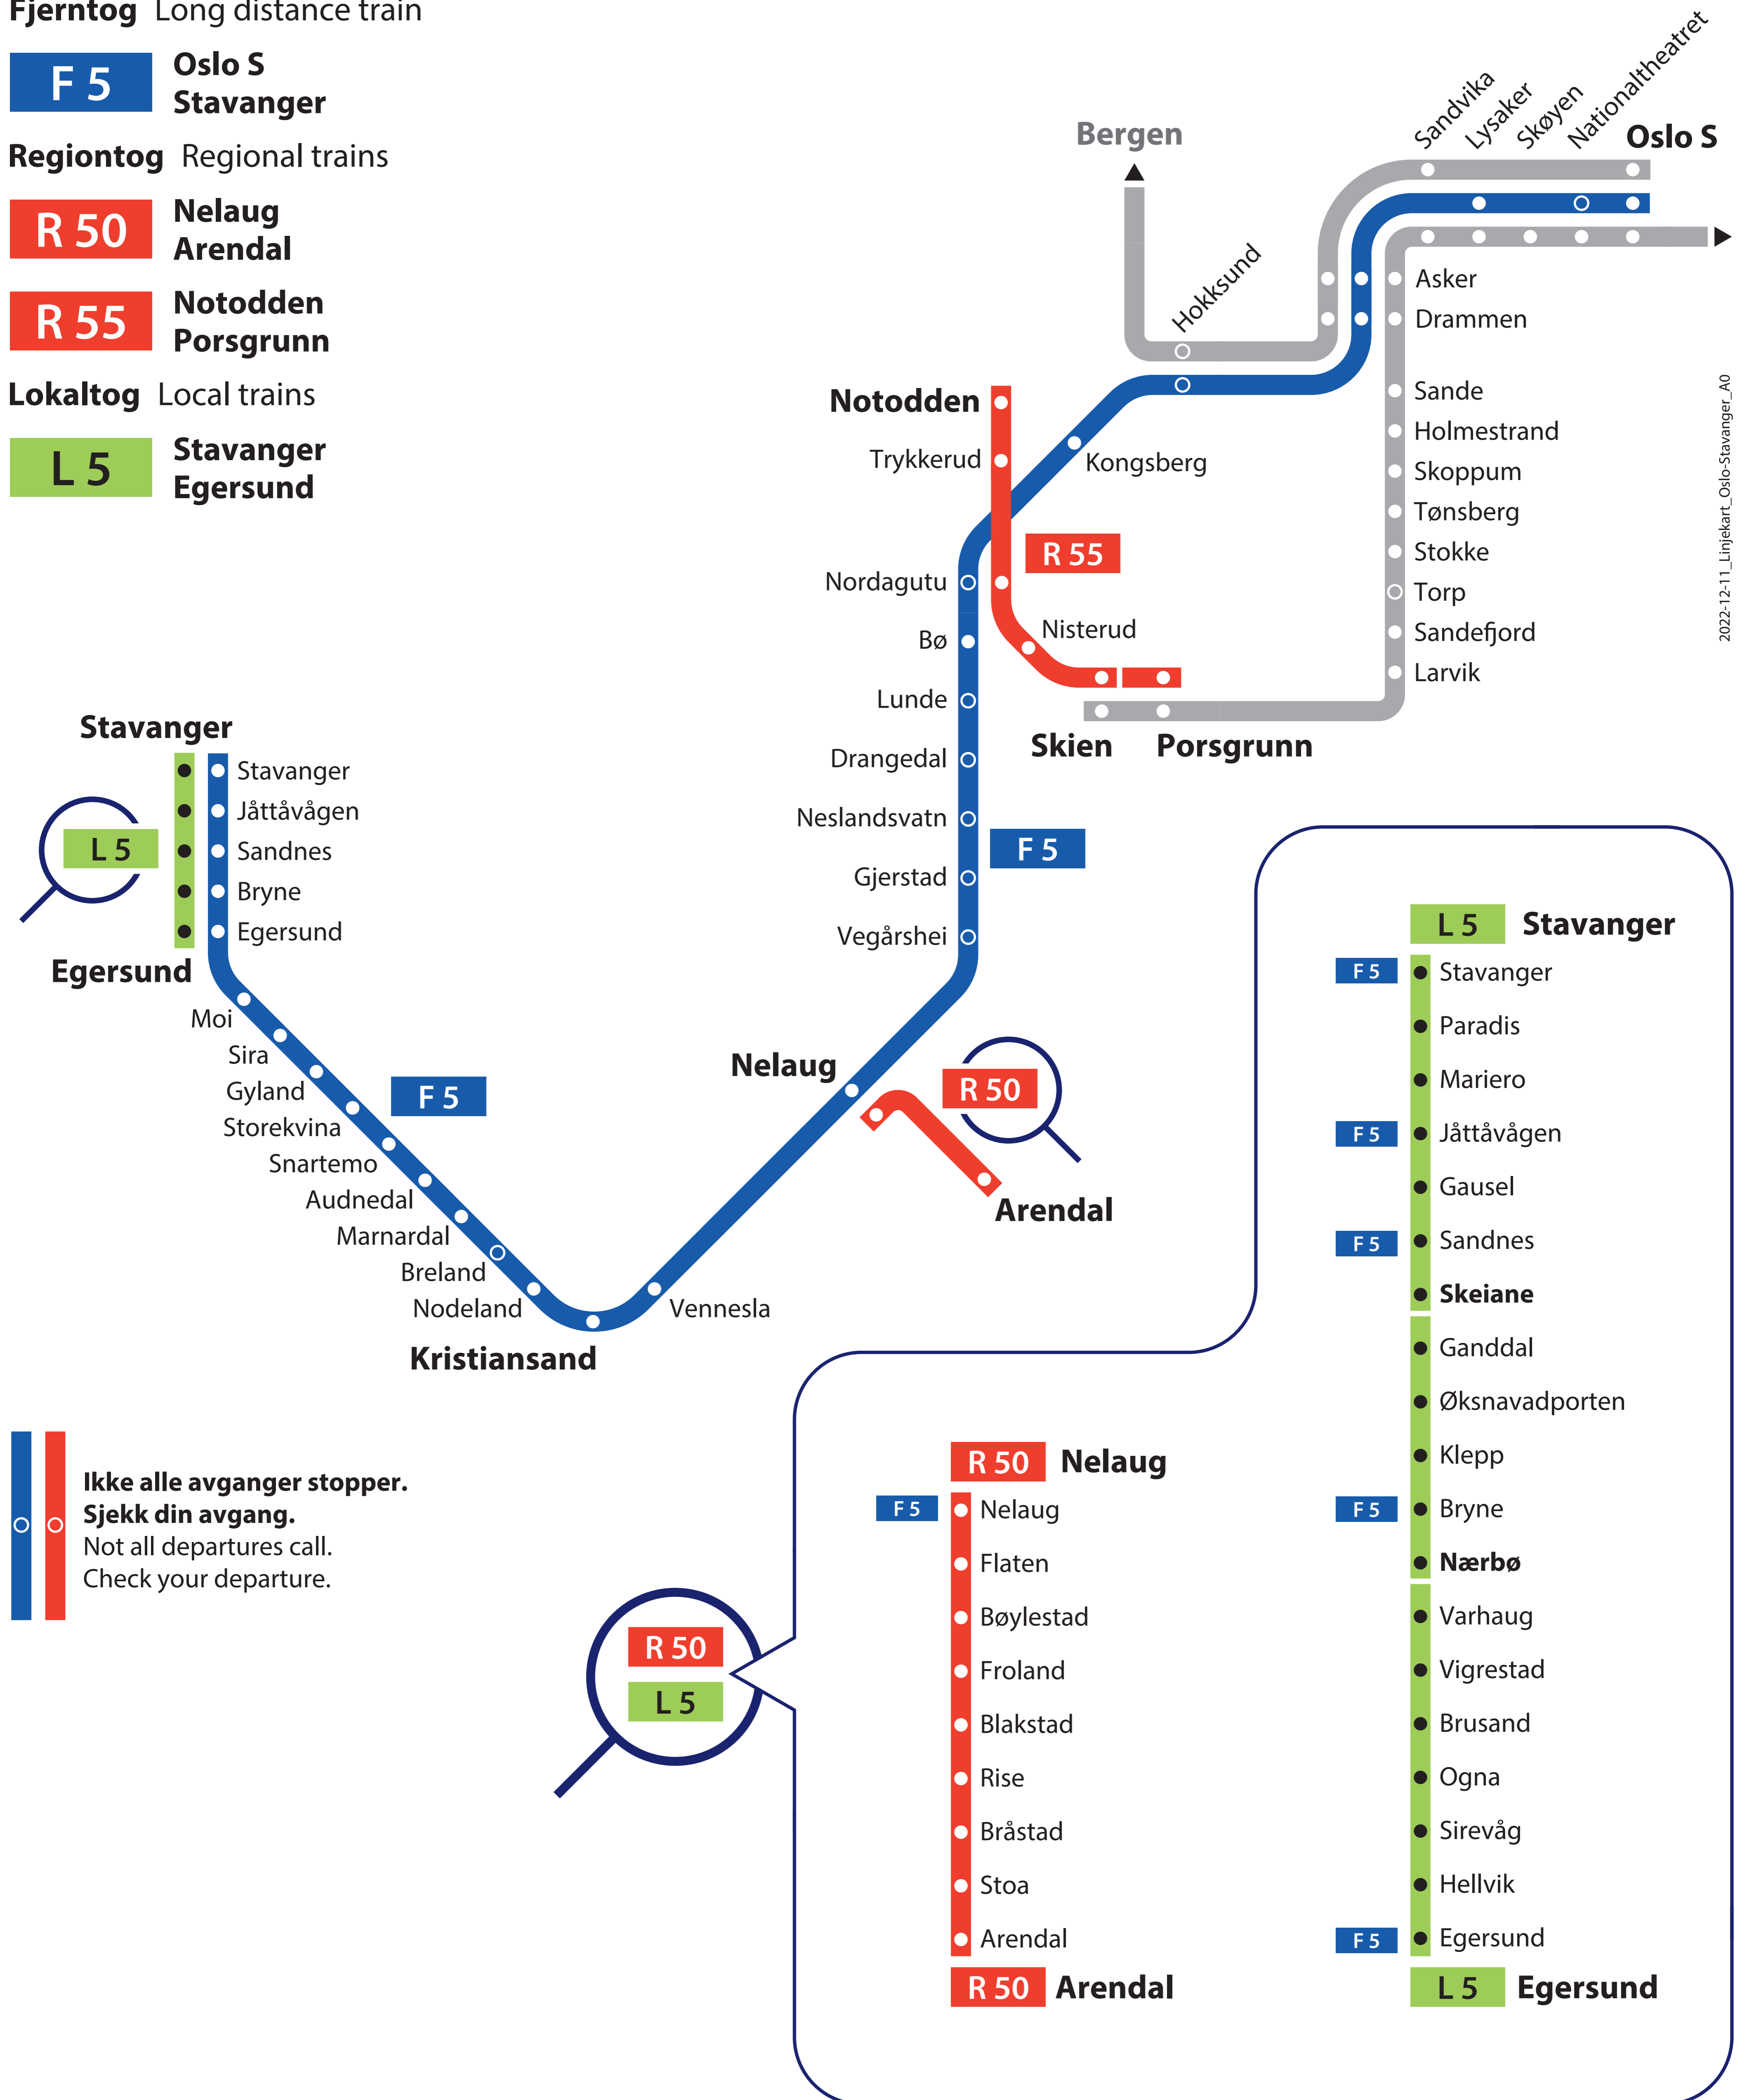 Fjerntog Long distance train
F 5
Oslo S
Stavanger
Regiontog Regional trains
R 50
Nelaug
Arendal
R 55
Notodden
Porsgrunn
Lokaltog Local trains
L 5
Stavanger
Egersund
Bergen
Sandvika
Lysaker
Skøyen
Nationaltheatret
Oslo S
Hokksund
Asker
Drammen
Sande
Holmestrand
Skoppum
Tønsberg
Stokke
Torp
Sandefjord
Larvik
2022-12-11_Linjekart_Oslo-Stavanger_A0
Notodden
Trykkerud
Kongsberg
R 55
Nordagutu
Nisterud
Bø
Lunde
Skien
Porsgrunn
Drangedal
Neslandsvatn
F 5
Gjerstad
Vegårshei
Stavanger
Stavanger
Jåttåvågen
L 5
Sandnes
Bryne
Egersund
Egersund
Moi
Sira
Gyland
F 5
Storekvina
Snartemo
Audnedal
Marnardal
Breland
Nodeland
Kristiansand
Vennesla
Nelaug
R 50
Arendal
Ikke alle avganger stopper.
Sjekk din avgang.
Not all departures call.
Check your departure.
R 50
L 5
R 50 Nelaug
F 5 Nelaug
Flaten
Bøylestad
Froland
Blakstad
Rise
Bråstad
Stoa
Arendal
R 50 Arendal
L 5 Stavanger
F 5 Stavanger
Paradis
Mariero
F 5 Jåttåvågen
Gausel
F 5 Sandnes
Skeiane
Ganddal
Øksnavadporten
Klepp
F 5 Bryne
Nærbø
Varhaug
Vigrestad
Brusand
Ogna
Sirevåg
Hellvik
F 5 Egersund
L 5 Egersund